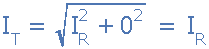 I_T = √(I_R^2 + 0^2) = I_R